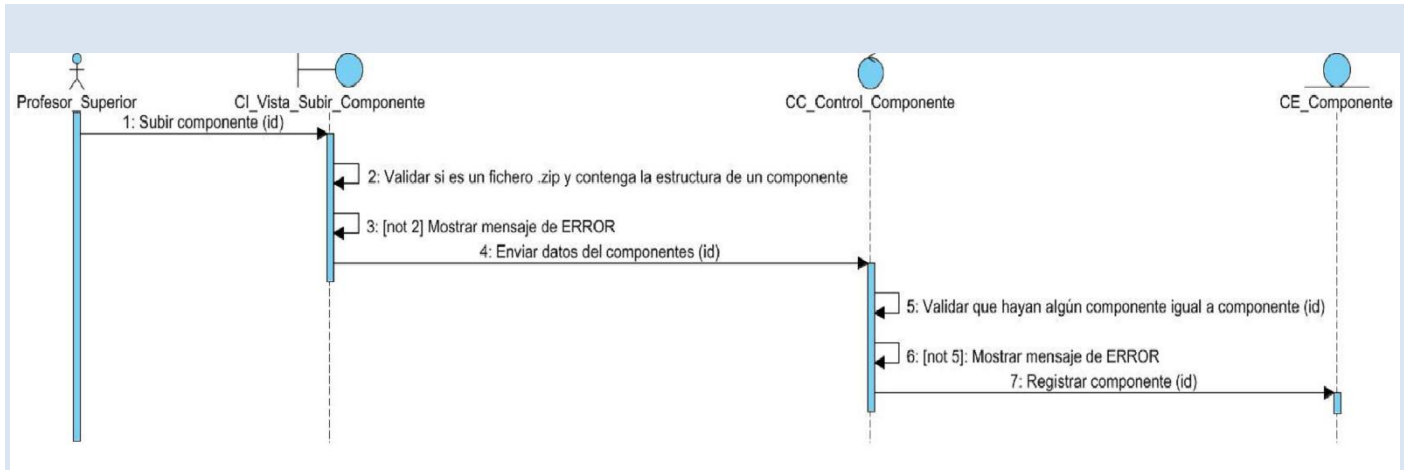 Profesor_Superior
CI_Vista_Subir_Componente
CC_Control_Componente
CE_Componente
1: Subir componente (id)
2: Validar si es un fichero .zip y contenga la estructura de un componente
3: [not 2] Mostrar mensaje de ERROR
4: Enviar datos del componentes (id)
5: Validar que hayan algún componente igual a componente (id)
6: [not 5]: Mostrar mensaje de ERROR
7: Registrar componente (id)